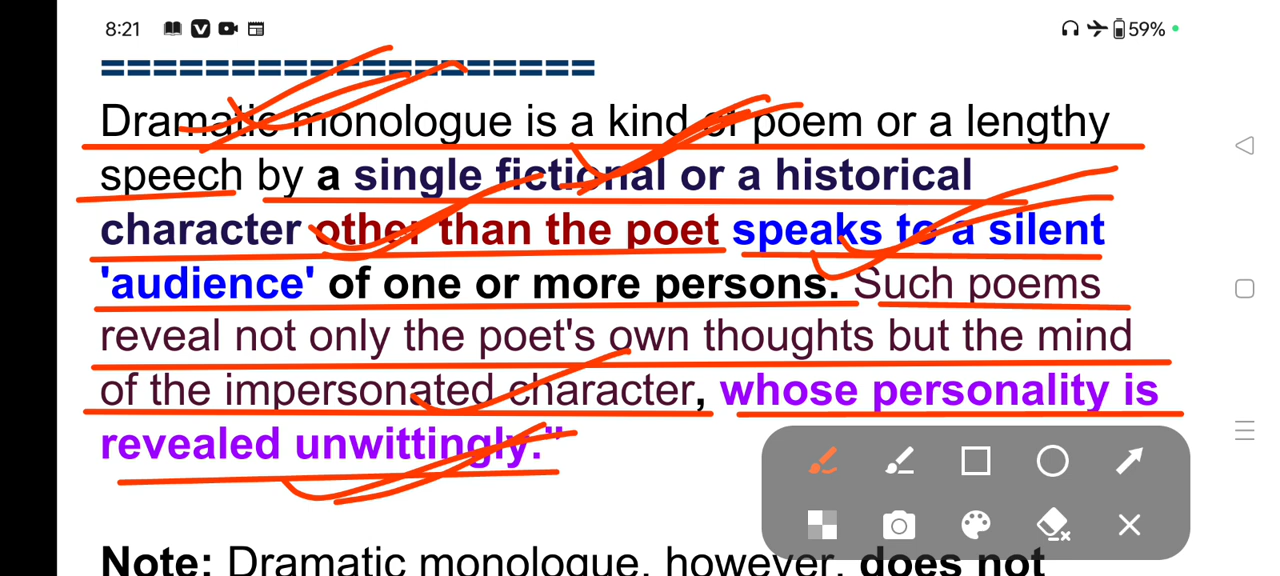 8:21
59%
====================
Dramatic monologue is a kind of poem or a lengthy
speech by a single fictional or a historical
character other than the poet speaks to a silent
'audience' of one or more persons. Such poems
reveal not only the poet's own thoughts but the mind
of the impersonated character, whose personality is
revealed unwittingly."
Note: Dramatic monologue, however, does not